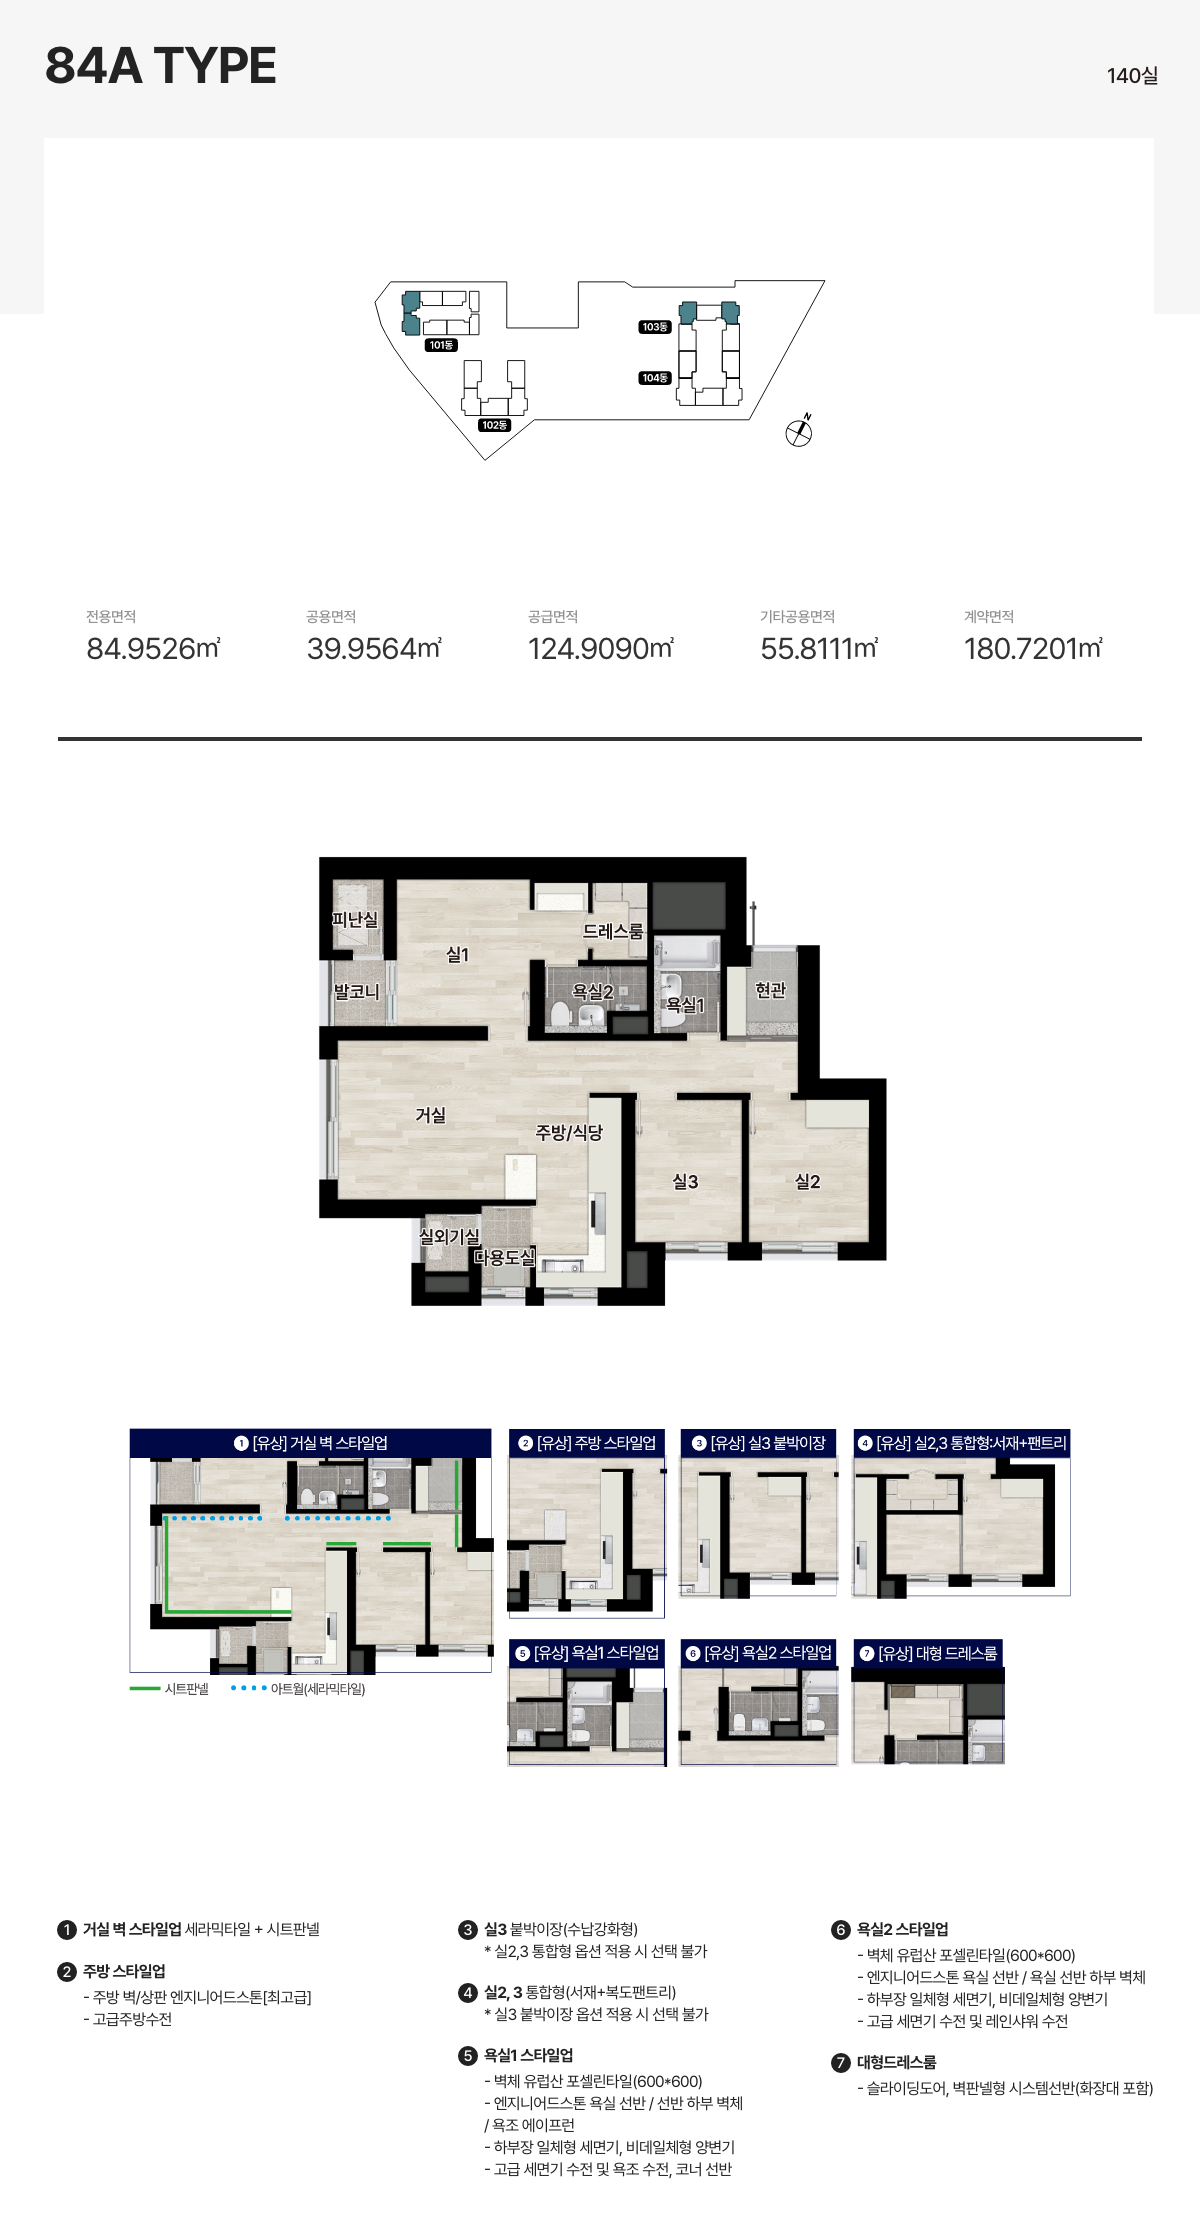 84A TYPE
140실
101동
102동
103동
104동
N
전용면적
84.9526㎡
공용면적
39.9564㎡
공급면적
124.9090㎡
기타공용면적
55.8111㎡
계약면적
180.7201㎡
피난실
실1
드레스룸
발코니
욕실2
욕실1
현관
거실
주방/식당
실3
실2
실외기실
다용도실
1 [유상] 거실 벽 스타일업
2 [유상] 주방 스타일업
3 [유상] 실3 붙박이장
4 [유상] 실2,3 통합형:서재+팬트리
시트판넬
아트월(세라믹타일)
5 [유상] 욕실1 스타일업
6 [유상] 욕실2 스타일업
7 [유상] 대형 드레스룸
1 거실 벽 스타일업 세라믹타일 + 시트판넬
2 주방 스타일업
- 주방 벽/상판 엔지니어드스톤[최고급]
- 고급주방수전
3 실3 붙박이장(수납강화형)
* 실2,3 통합형 옵션 적용 시 선택 불가
4 실2, 3 통합형(서재+복도팬트리)
* 실3 붙박이장 옵션 적용 시 선택 불가
5 욕실1 스타일업
- 벽체 유럽산 포셀린타일(600*600)
- 엔지니어드스톤 욕실 선반 / 선반 하부 벽체
/ 욕조 에이프런
- 하부장 일체형 세면기, 비데일체형 양변기
- 고급 세면기 수전 및 욕조 수전, 코너 선반
6 욕실2 스타일업
- 벽체 유럽산 포셀린타일(600*600)
- 엔지니어드스톤 욕실 선반 / 욕실 선반 하부 벽체
- 하부장 일체형 세면기, 비데일체형 양변기
- 고급 세면기 수전 및 레인샤워 수전
7 대형드레스룸
- 슬라이딩도어, 벽판넬형 시스템선반(화장대 포함)